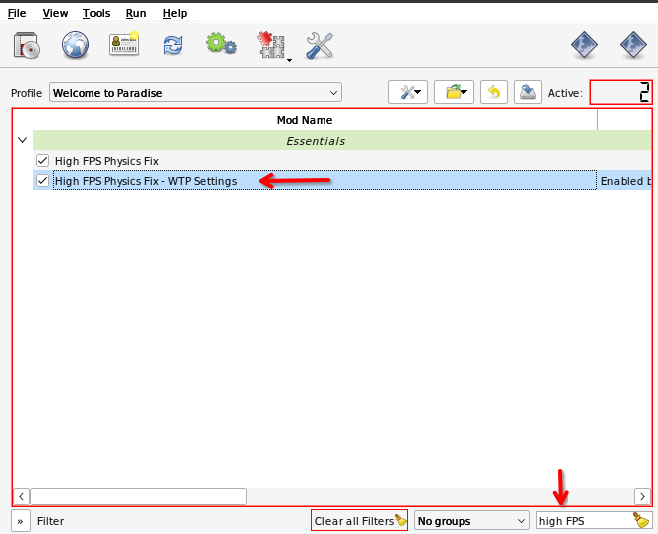 File View Tools Run Help
Profile Welcome to Paradise Active: 2
Mod Name
Essentials
High FPS Physics Fix
High FPS Physics Fix - WTP Settings Enabled b
» Filter Clear all Filters No groups high FPS